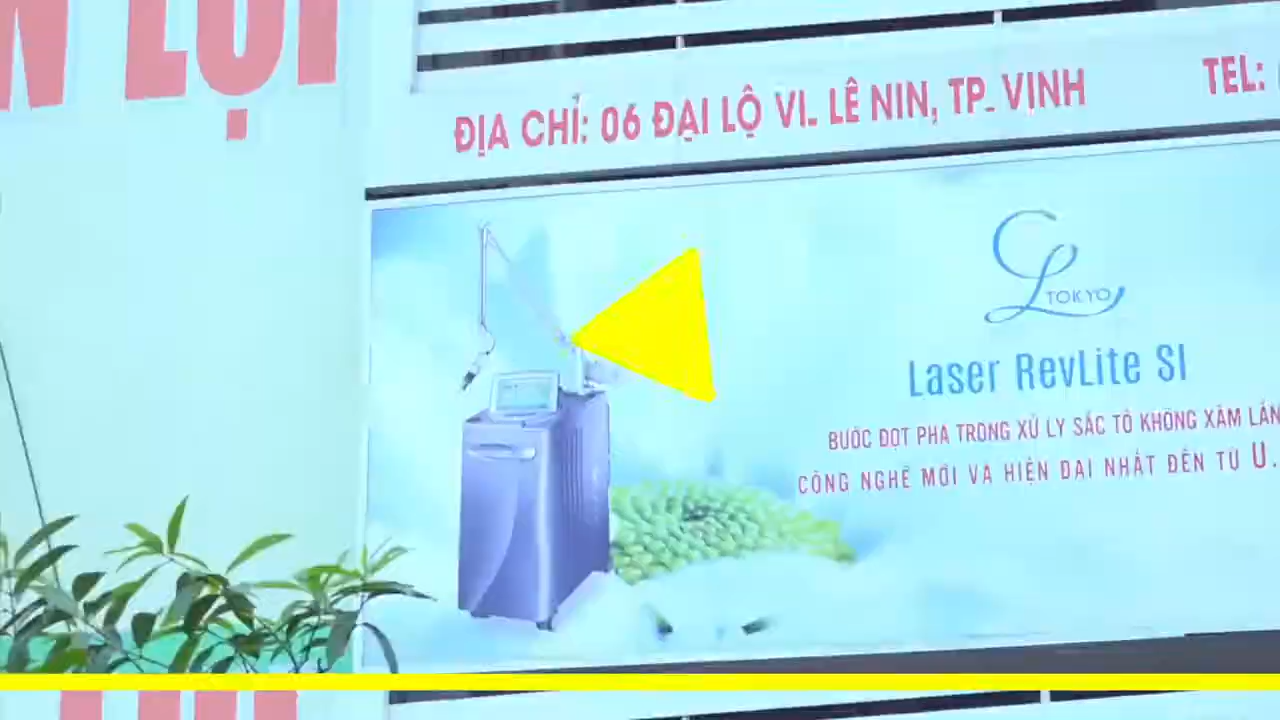 LỢI
ĐỊA CHỈ: 06 ĐẠI LỘ VI. LÊ NIN, TP. VINH
TEL:
CL
TOKYO
Laser RevLite SI
BƯỚC ĐỘT PHÁ TRONG XỬ LÝ SẮC TỐ KHÔNG XÂM LẤN
CÔNG NGHỆ MỚI VÀ HIỆN ĐẠI NHẤT ĐẾN TỪ U.